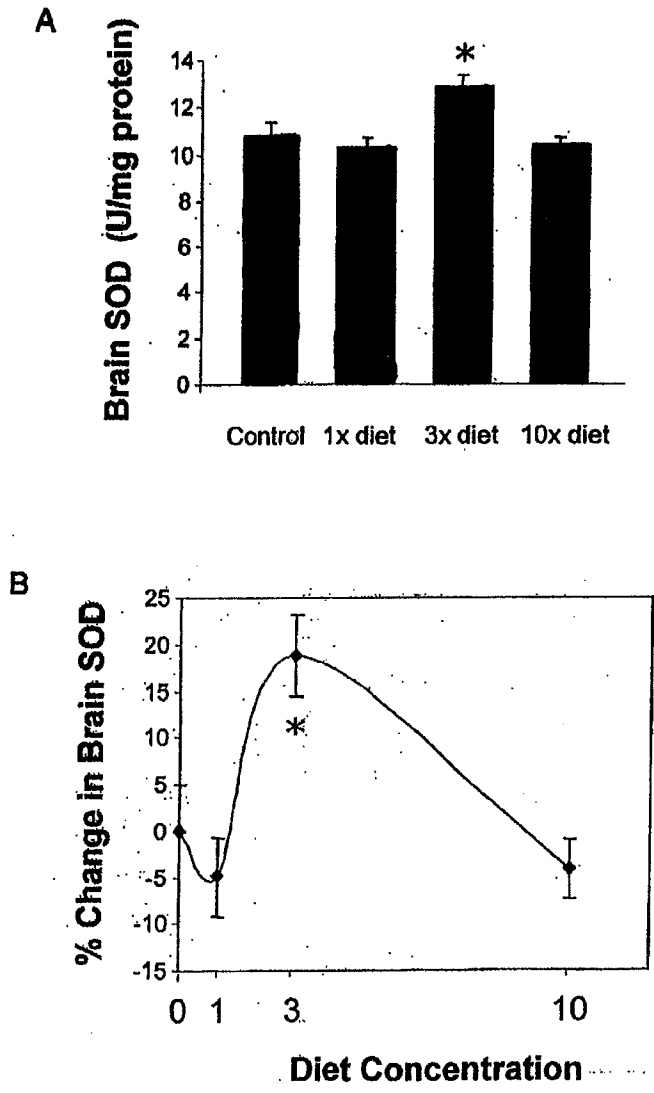 A
Brain SOD (U/mg protein)
14
12
10
8
6
4
2
0
*
Control 1x diet 3x diet 10x diet
B
% Change in Brain SOD
25
20
15
10
5
0
-5
-10
-15
*
0 1 3 10
Diet Concentration